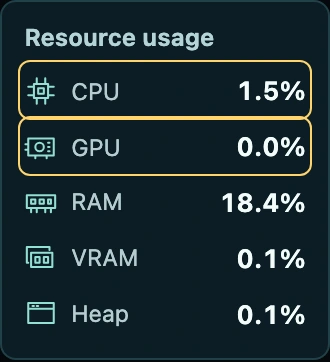 Resource usage
CPU 1.5%
GPU 0.0%
RAM 18.4%
VRAM 0.1%
Heap 0.1%